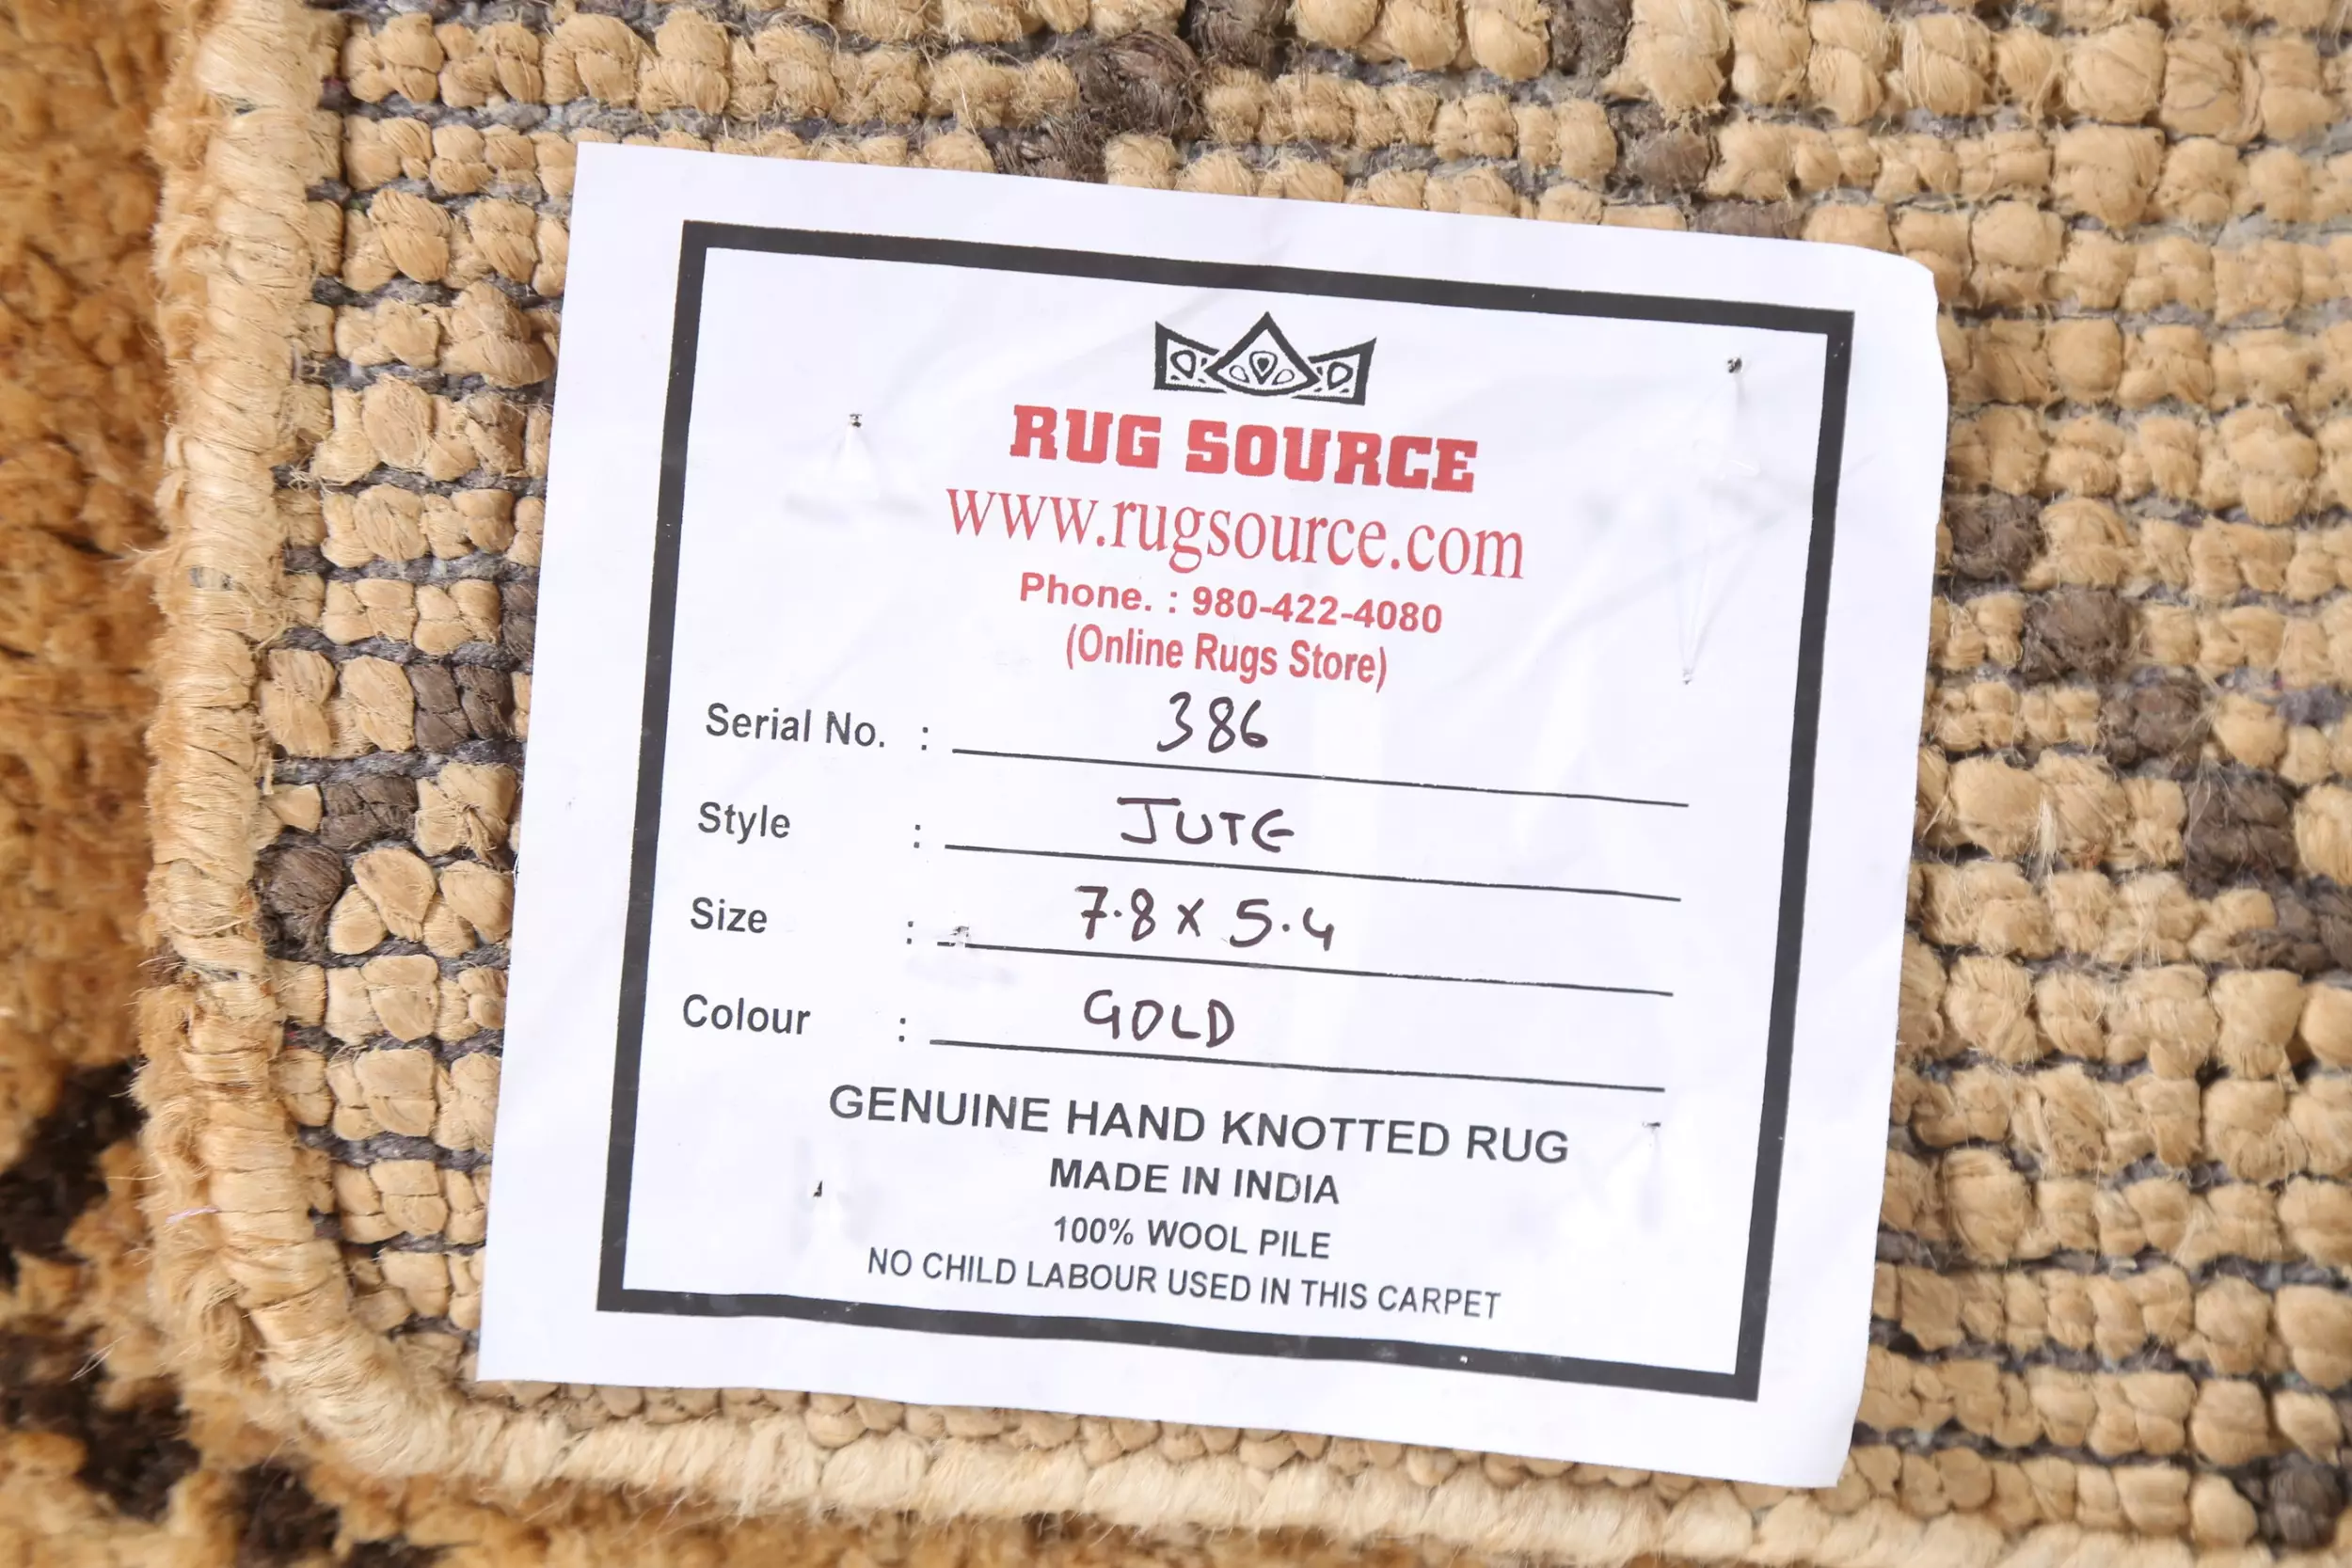 RUG SOURCE
www.rugsource.com
Phone. : 980-422-4080
(Online Rugs Store)
Serial No. : 386
Style : JUTE
Size : 7.8 x 5.4
Colour : GOLD
GENUINE HAND KNOTTED RUG
MADE IN INDIA
100% WOOL PILE
NO CHILD LABOUR USED IN THIS CARPET